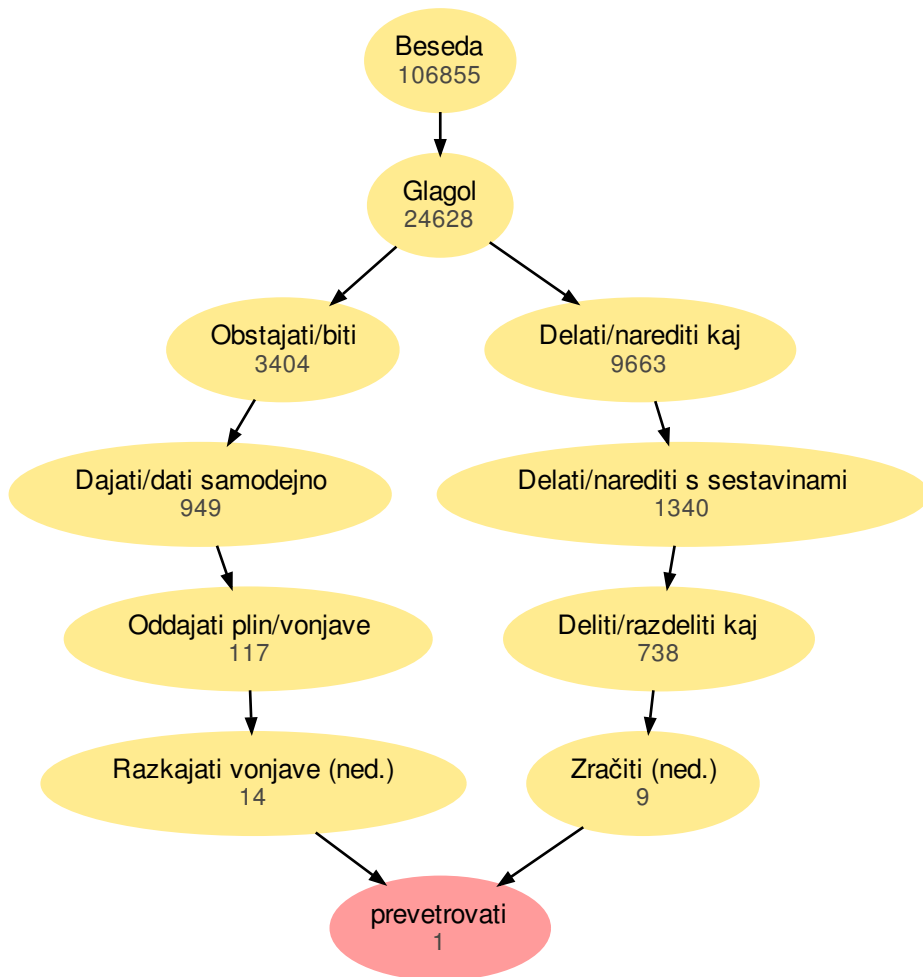 Beseda
106855
Glagol
24628
Obstajati/biti
3404
Delati/narediti kaj
9663
Dajati/dati samodejno
949
Delati/narediti s sestavinami
1340
Oddajati plin/vonjave
117
Deliti/razdeliti kaj
738
Razkajati vonjave (ned.)
14
Zračiti (ned.)
9
prevetrovati
1